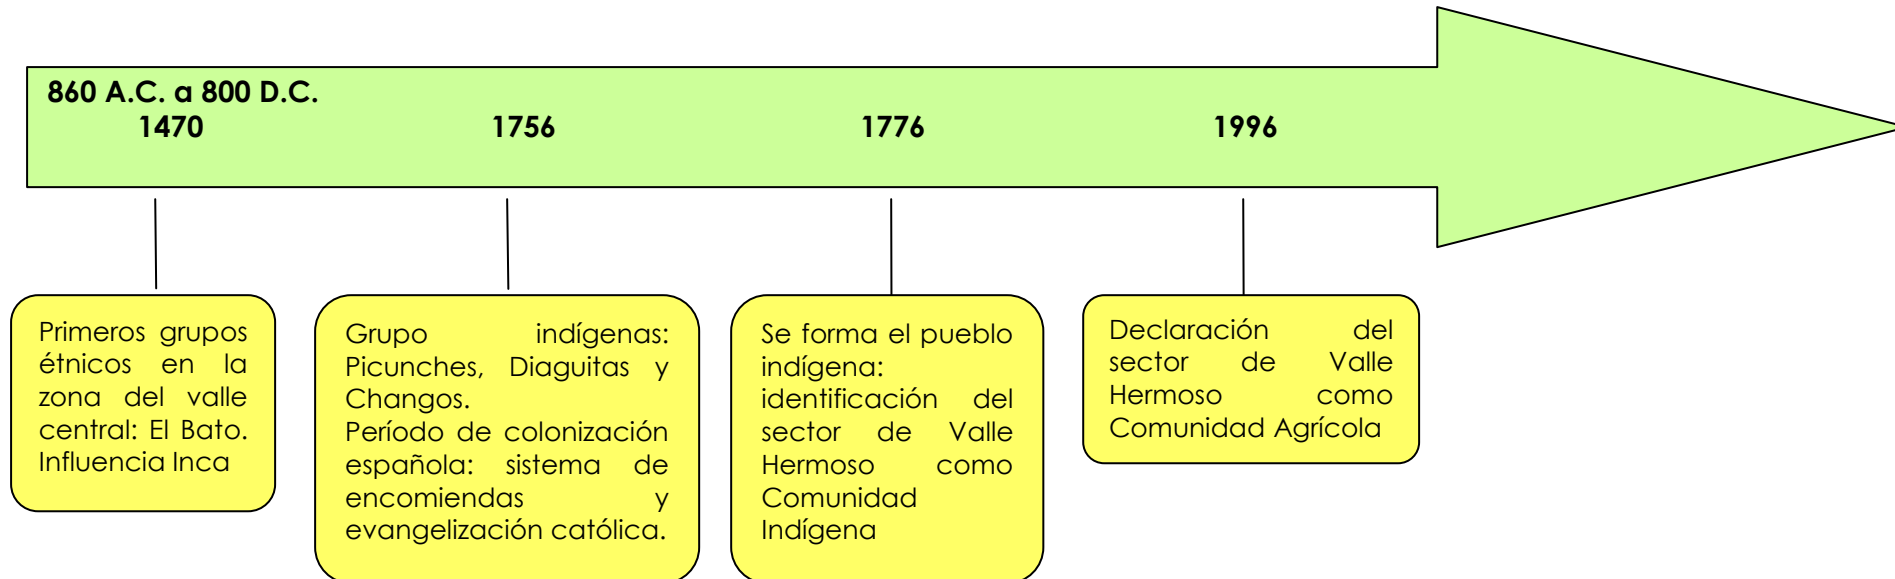 860 A.C. a 800 D.C.
1470 1756 1776 1996
Primeros grupos
étnicos en la
zona del valle
central: El Bato.
Influencia Inca
Grupo indígenas:
Picunches, Diaguitas y
Changos.
Período de colonización
española: sistema de
encomiendas y
evangelización católica.
Se forma el pueblo
indígena:
identificación del
sector de Valle
Hermoso como
Comunidad
Indígena
Declaración del
sector de Valle
Hermoso como
Comunidad Agrícola